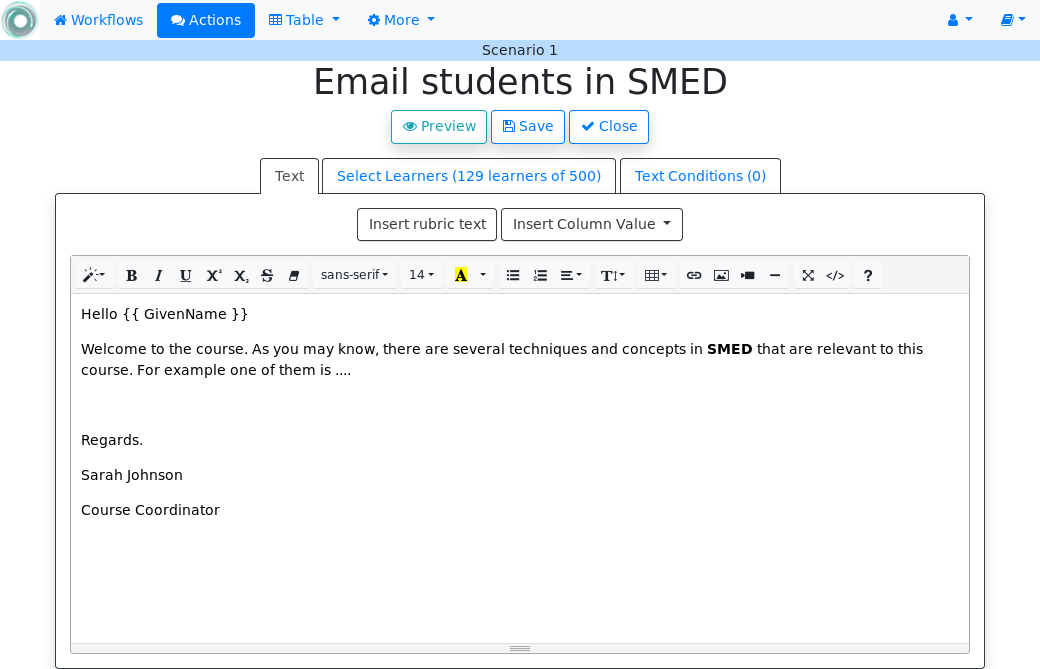 Workflows Actions Table More
Scenario 1
Email students in SMED
Preview Save Close
Text Select Learners (129 learners of 500) Text Conditions (0)
Insert rubric text Insert Column Value
B I U X² X₂ S sans-serif 14 A T </> ?
Hello {{ GivenName }}
Welcome to the course. As you may know, there are several techniques and concepts in SMED that are relevant to this
course. For example one of them is ....
Regards.
Sarah Johnson
Course Coordinator